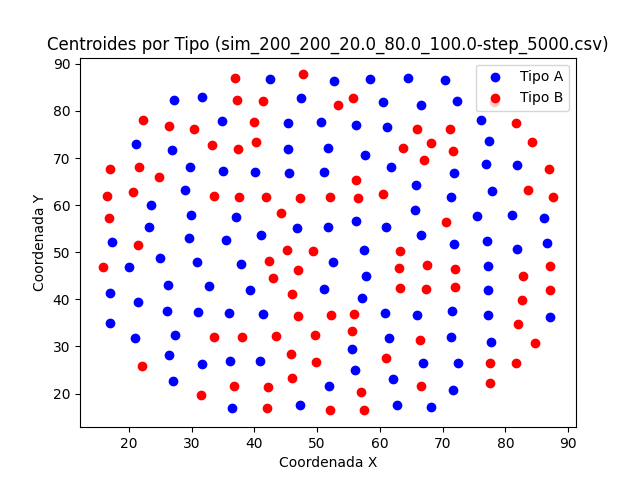 Centroides por Tipo (sim_200_200_20.0_80.0_100.0-step_5000.csv)
Tipo A
Tipo B
Coordenada Y
90
80
70
60
50
40
30
20
20 30 40 50 60 70 80 90
Coordenada X